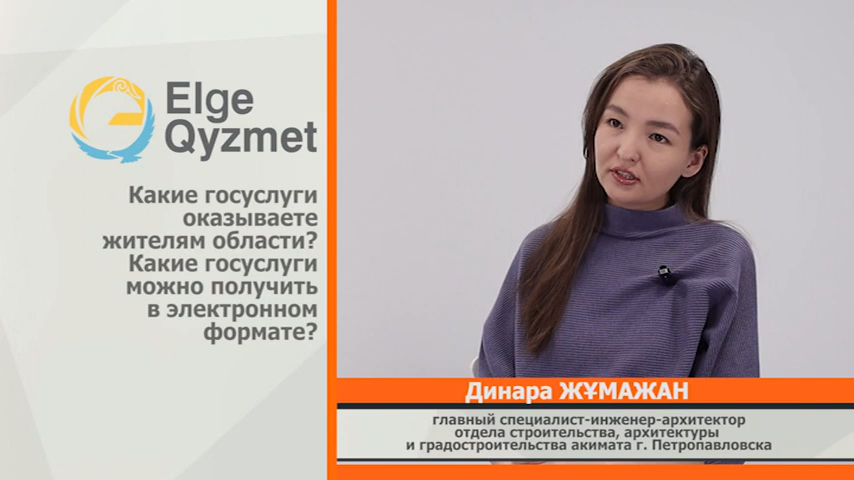 Elge
Qyzmet
Какие госуслуги
оказываете
жителям области?
Какие госуслуги
можно получить
в электронном
формате?
Динара ЖҰМАЖАН
главный специалист-инженер-архитектор
отдела строительства, архитектуры
и градостроительства акимата г. Петропавловска